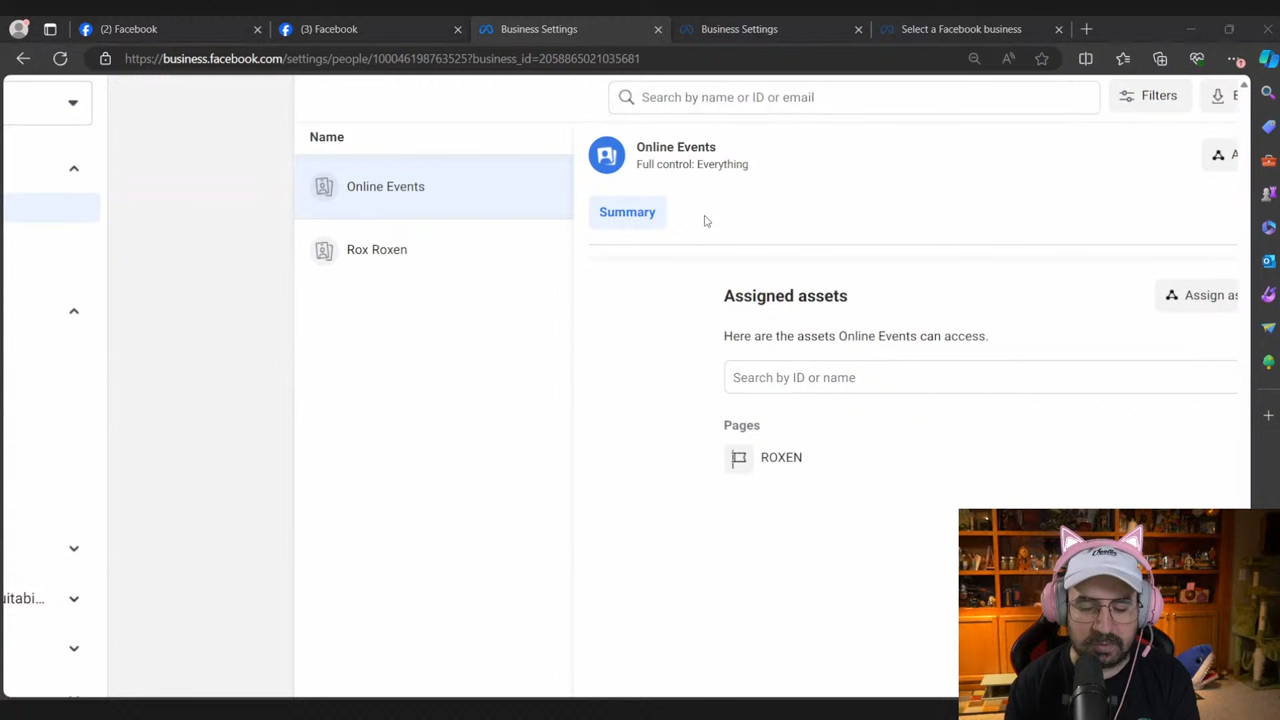 (2) Facebook
(3) Facebook
Business Settings
Business Settings
Select a Facebook business
https://business.facebook.com/settings/people/100046198763525?business_id=2058865021035681
Search by name or ID or email
Filters
E
Name
Online Events
Full control: Everything
A
Online Events
Summary
Rox Roxen
Assigned assets
Assign as
Here are the assets Online Events can access.
Search by ID or name
Pages
ROXEN
uitabi...